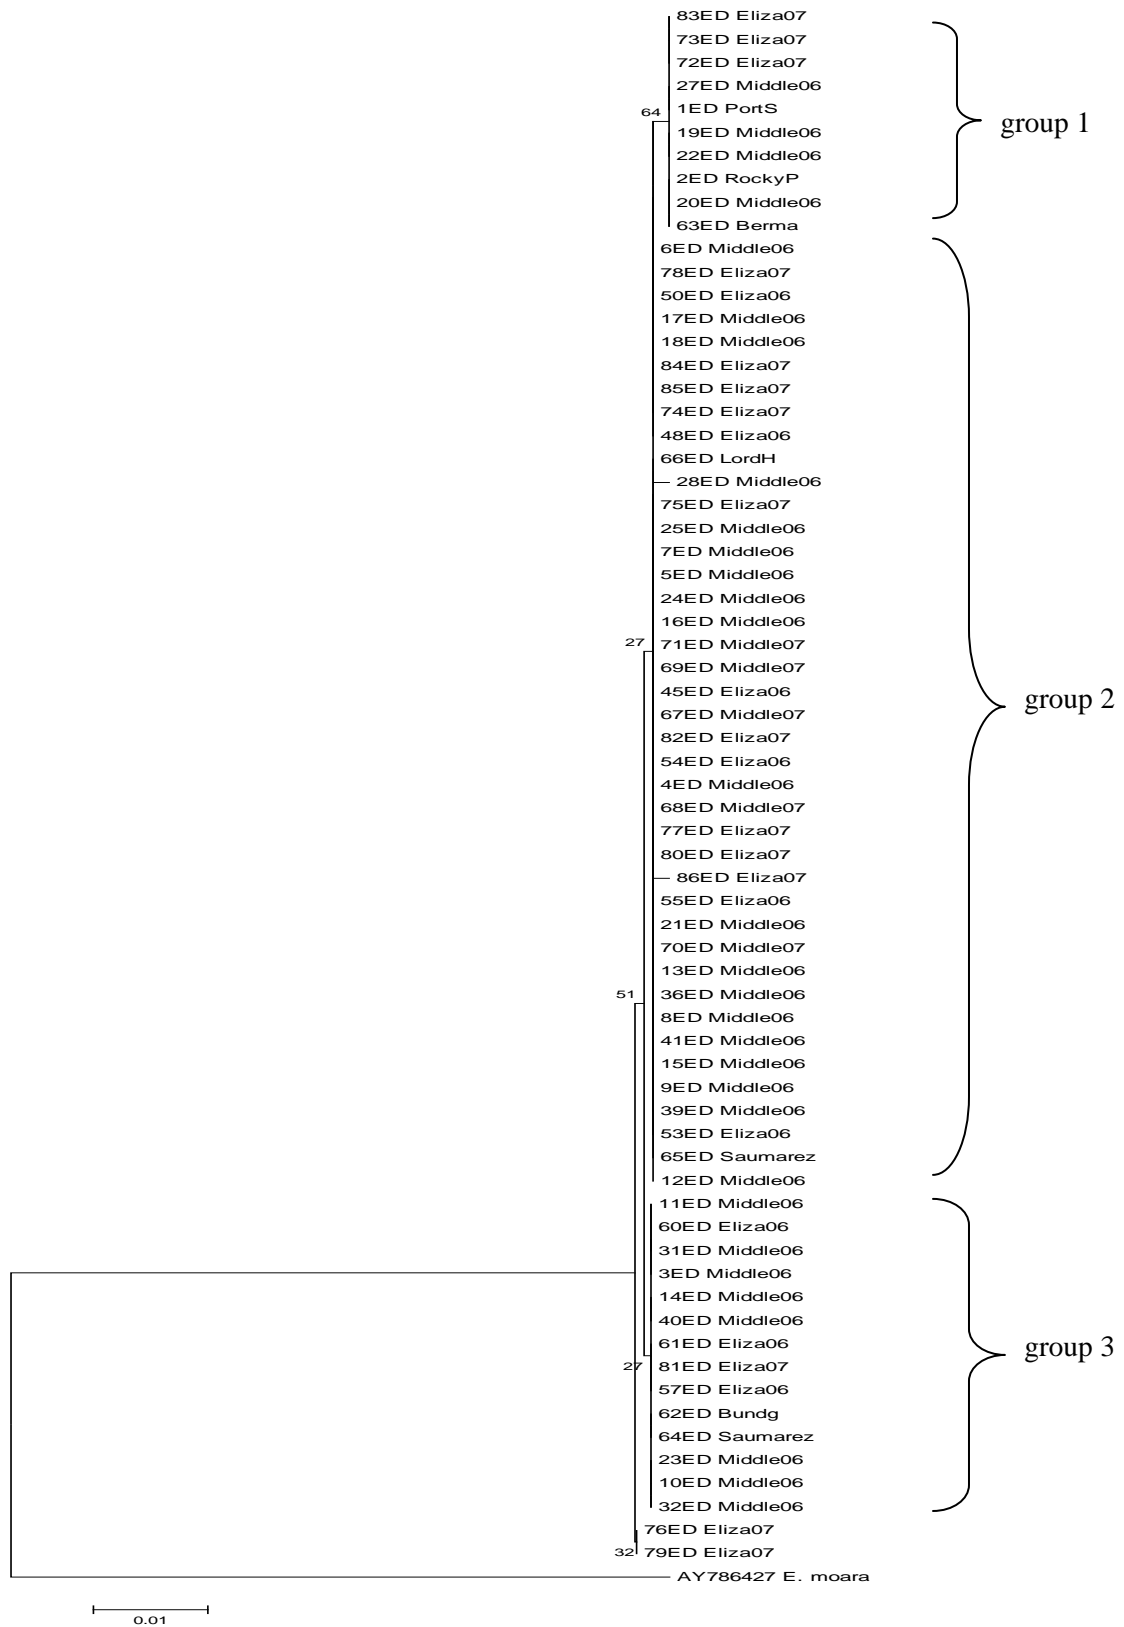 83ED Eliza07
73ED Eliza07
72ED Eliza07
27ED Middle06
64
1ED PortS
group 1
19ED Middle06
22ED Middle06
2ED RockyP
20ED Middle06
63ED Berma
6ED Middle06
78ED Eliza07
50ED Eliza06
17ED Middle06
18ED Middle06
84ED Eliza07
85ED Eliza07
74ED Eliza07
48ED Eliza06
66ED LordH
28ED Middle06
75ED Eliza07
25ED Middle06
7ED Middle06
5ED Middle06
24ED Middle06
16ED Middle06
27
71ED Middle07
69ED Middle07
45ED Eliza06
group 2
67ED Middle07
82ED Eliza07
54ED Eliza06
4ED Middle06
68ED Middle07
77ED Eliza07
80ED Eliza07
86ED Eliza07
55ED Eliza06
21ED Middle06
70ED Middle07
13ED Middle06
51
36ED Middle06
8ED Middle06
41ED Middle06
15ED Middle06
9ED Middle06
39ED Middle06
53ED Eliza06
65ED Saumarez
12ED Middle06
11ED Middle06
60ED Eliza06
31ED Middle06
3ED Middle06
14ED Middle06
40ED Middle06
61ED Eliza06
group 3
27
81ED Eliza07
57ED Eliza06
62ED Bundg
64ED Saumarez
23ED Middle06
10ED Middle06
32ED Middle06
76ED Eliza07
32
79ED Eliza07
AY786427 E. moara
0.01